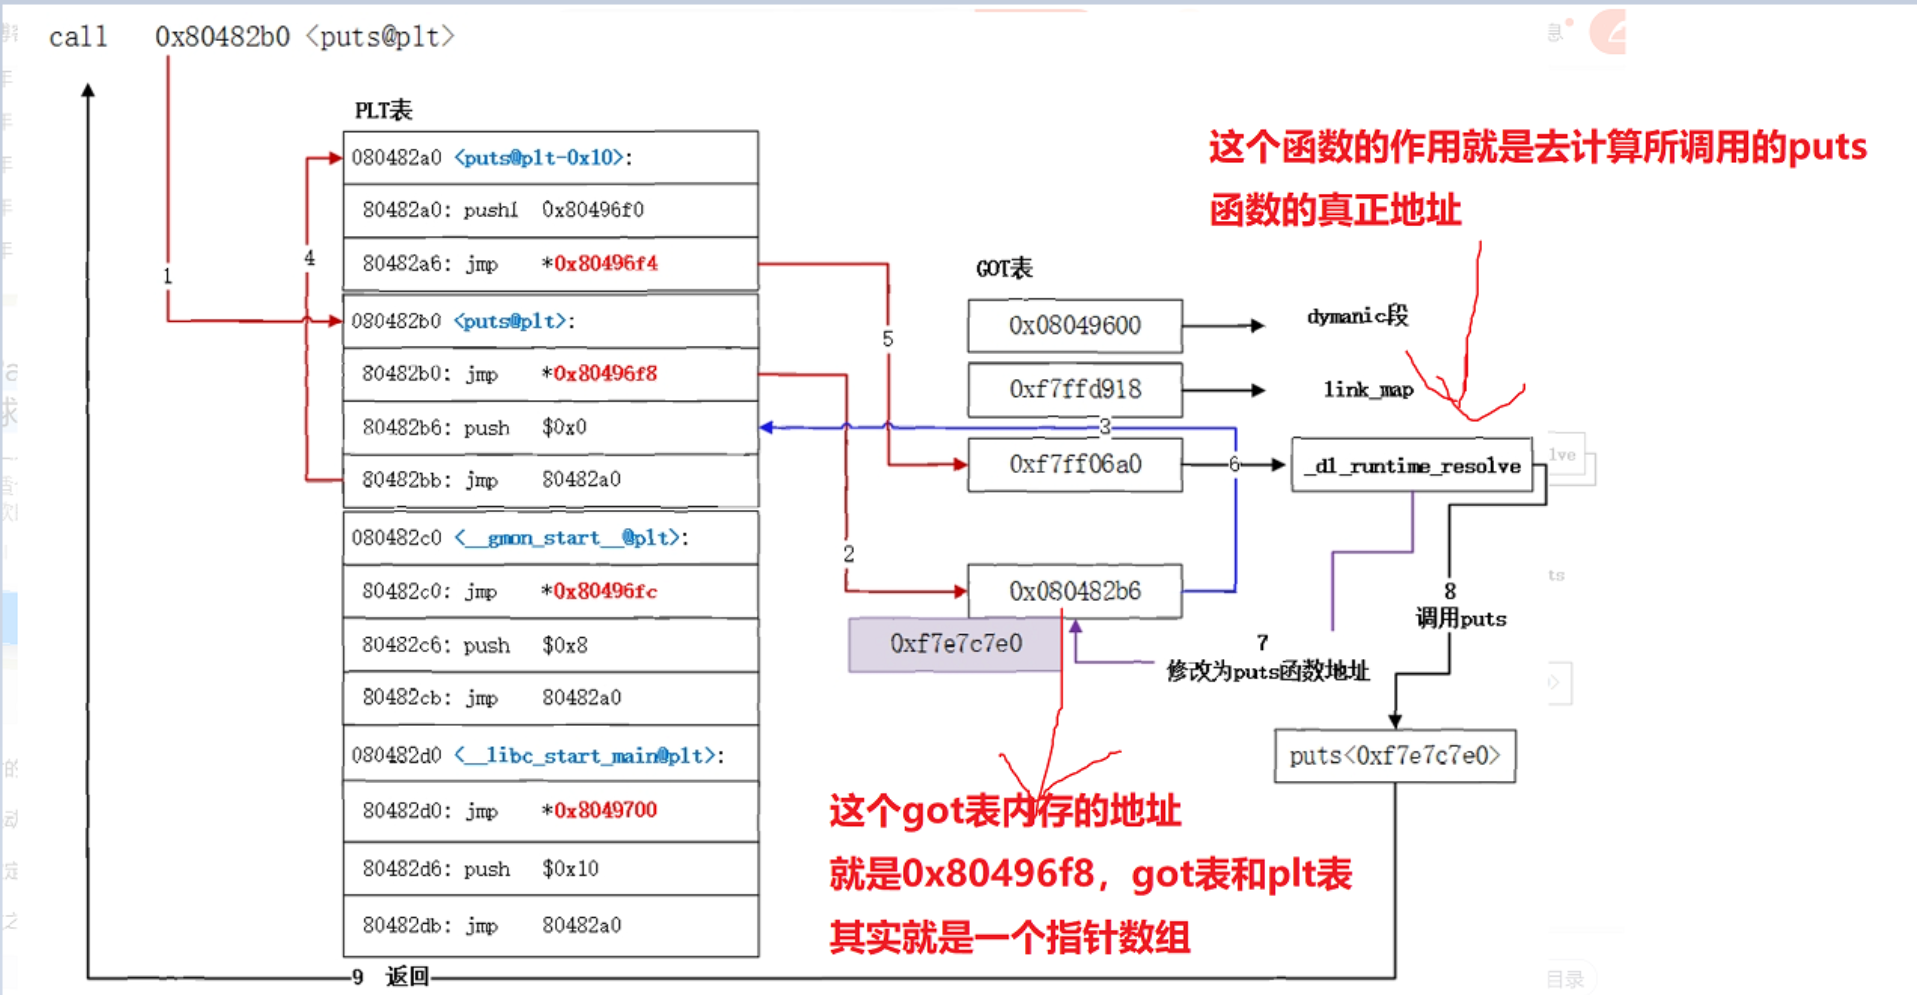 call 0x80482b0 <puts@plt>
PLT表
080482a0 <puts@plt-0x10>:
80482a0: pushl 0x80496f0
80482a6: jmp *0x80496f4
080482b0 <puts@plt>:
80482b0: jmp *0x80496f8
80482b6: push $0x0
80482bb: jmp 80482a0
080482c0 <__gmon_start__@plt>:
80482c0: jmp *0x80496fc
80482c6: push $0x8
80482cb: jmp 80482a0
080482d0 <__libc_start_main@plt>:
80482d0: jmp *0x8049700
80482d6: push $0x10
80482db: jmp 80482a0
1
4
5
2
3
6
GOT表
0x08049600
dymanic段
0xf7ffd918
link_map
0xf7ff06a0
_dl_runtime_resolve
0x080482b6
0xf7e7c7e0
7
修改为puts函数地址
8
调用puts
puts<0xf7e7c7e0>
9 返回
这个函数的作用就是去计算所调用的puts
函数的真正地址
这个got表内存的地址
就是0x80496f8，got表和plt表
其实就是一个指针数组
息
lve
ts
目录